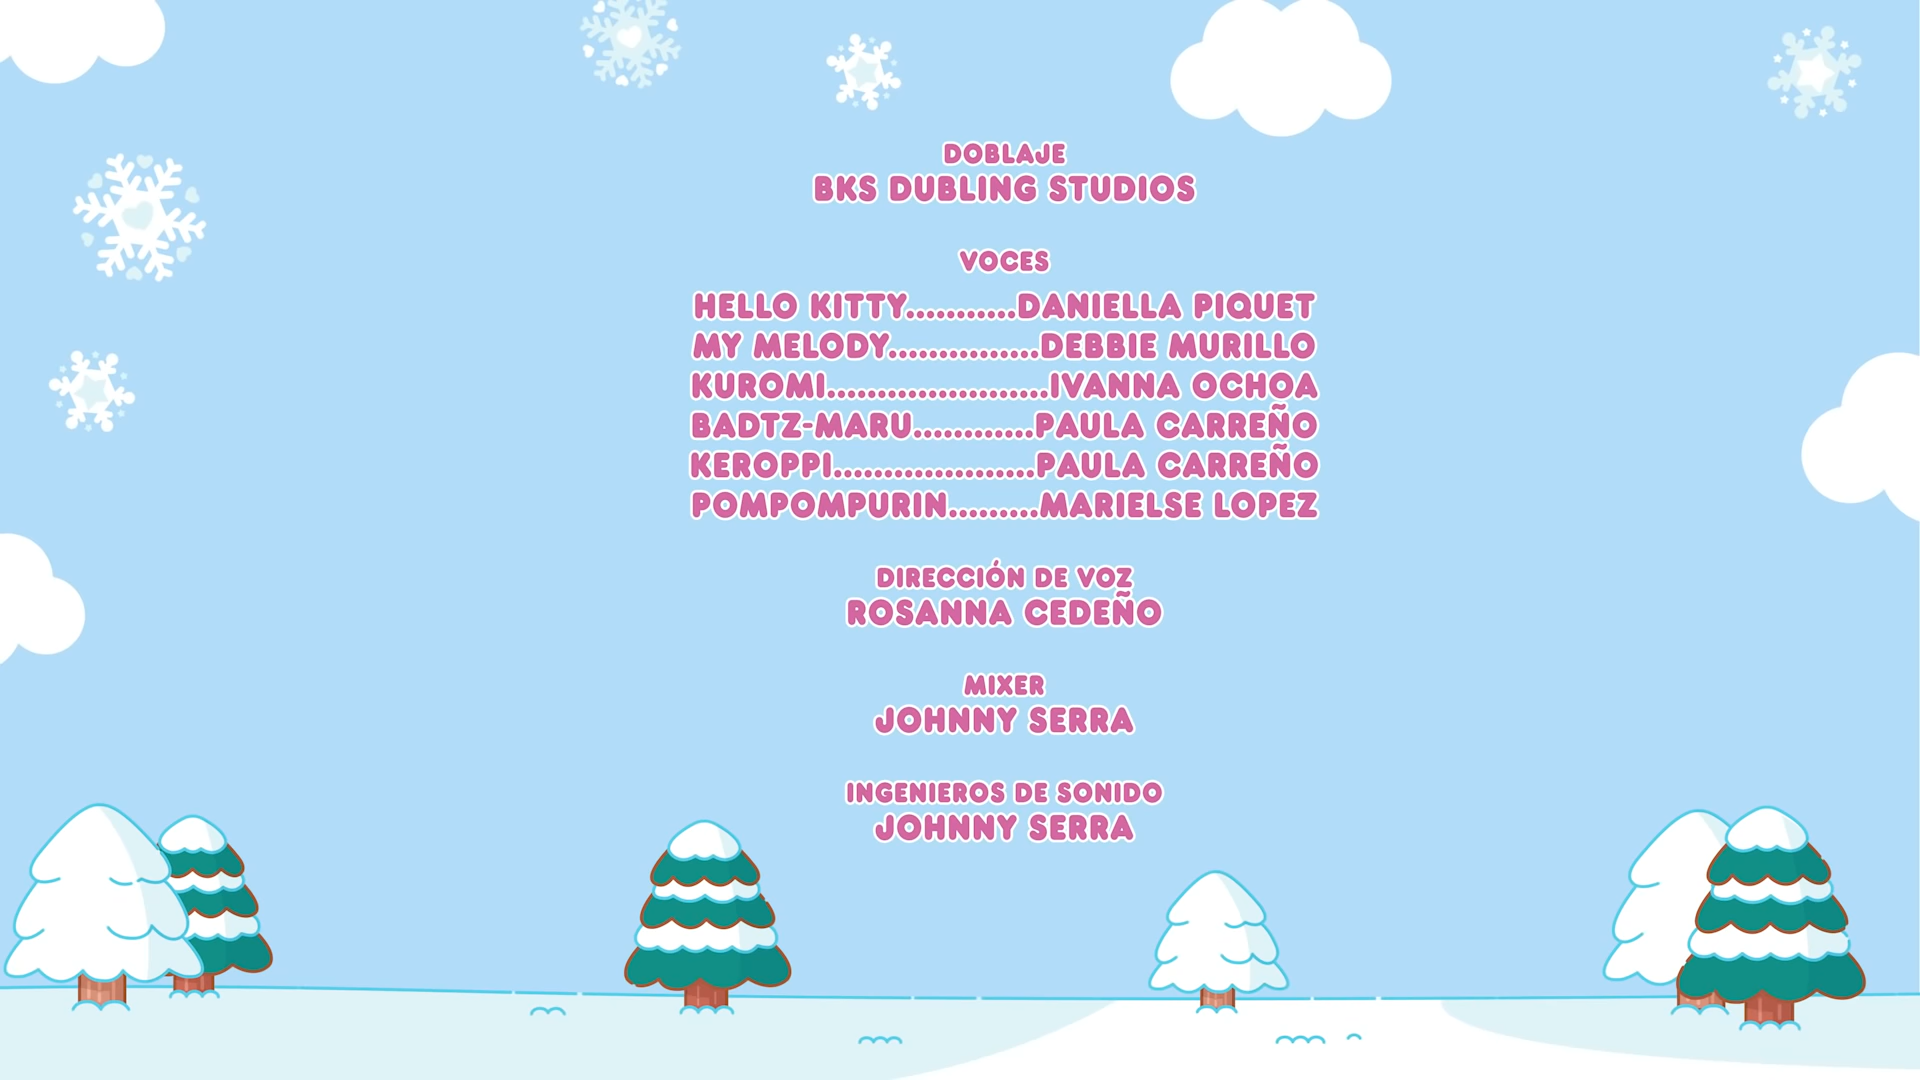 DOBLAJE
BKS DUBLING STUDIOS
VOCES
HELLO KITTY...........DANIELLA PIQUET
MY MELODY...............DEBBIE MURILLO
KUROMI......................IVANNA OCHOA
BADTZ-MARU............PAULA CARREÑO
KEROPPI....................PAULA CARREÑO
POMPOMPURIN.........MARIELSE LOPEZ
DIRECCIÓN DE VOZ
ROSANNA CEDEÑO
MIXER
JOHNNY SERRA
INGENIEROS DE SONIDO
JOHNNY SERRA